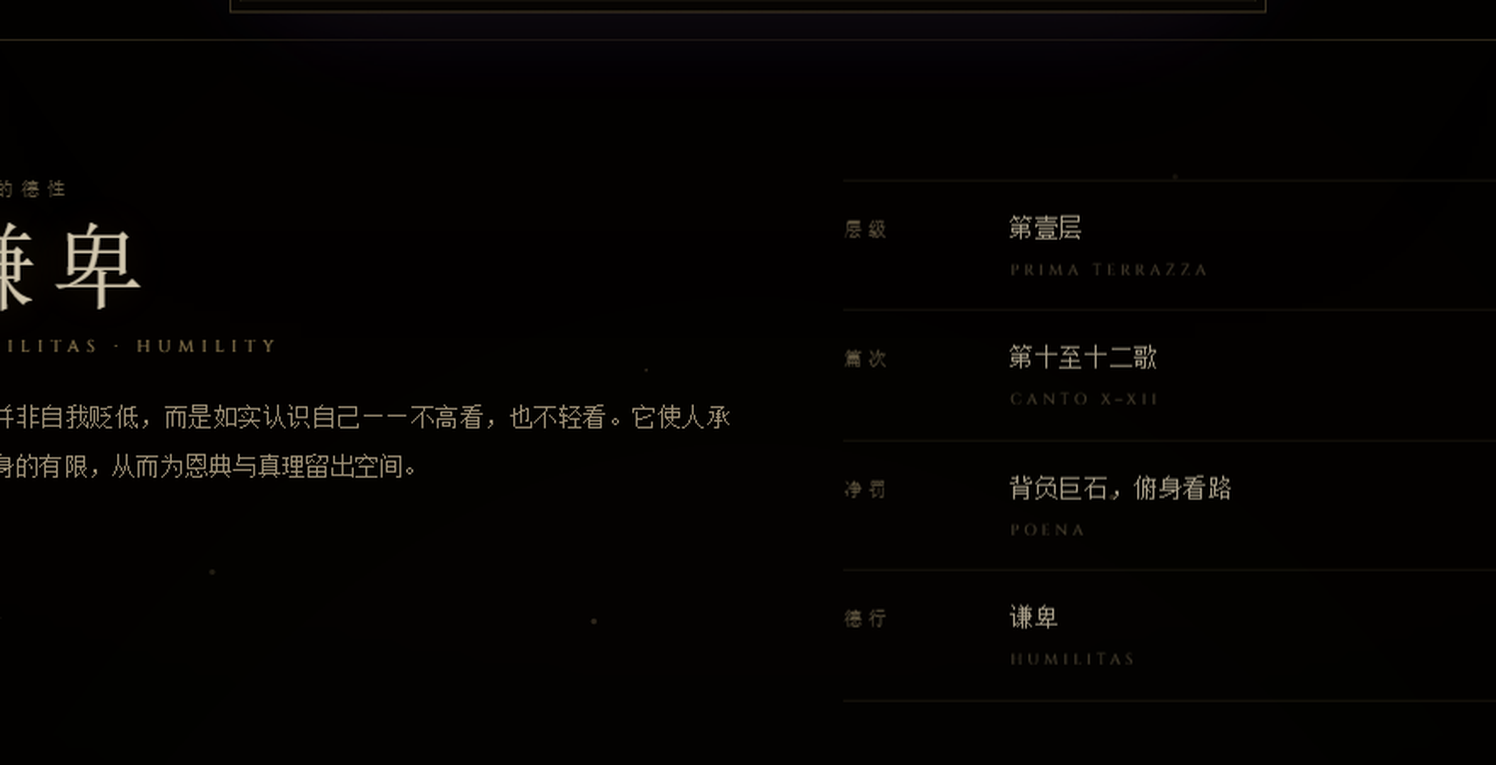 的德性
谦卑
ILITAS · HUMILITY
并非自我贬低，而是如实认识自己——不高看，也不轻看。它使人承
身的有限，从而为恩典与真理留出空间。
层级
第壹层
PRIMA TERRAZZA
篇次
第十至十二歌
CANTO X–XII
净罚
背负巨石，俯身看路
POENA
德行
谦卑
HUMILITAS